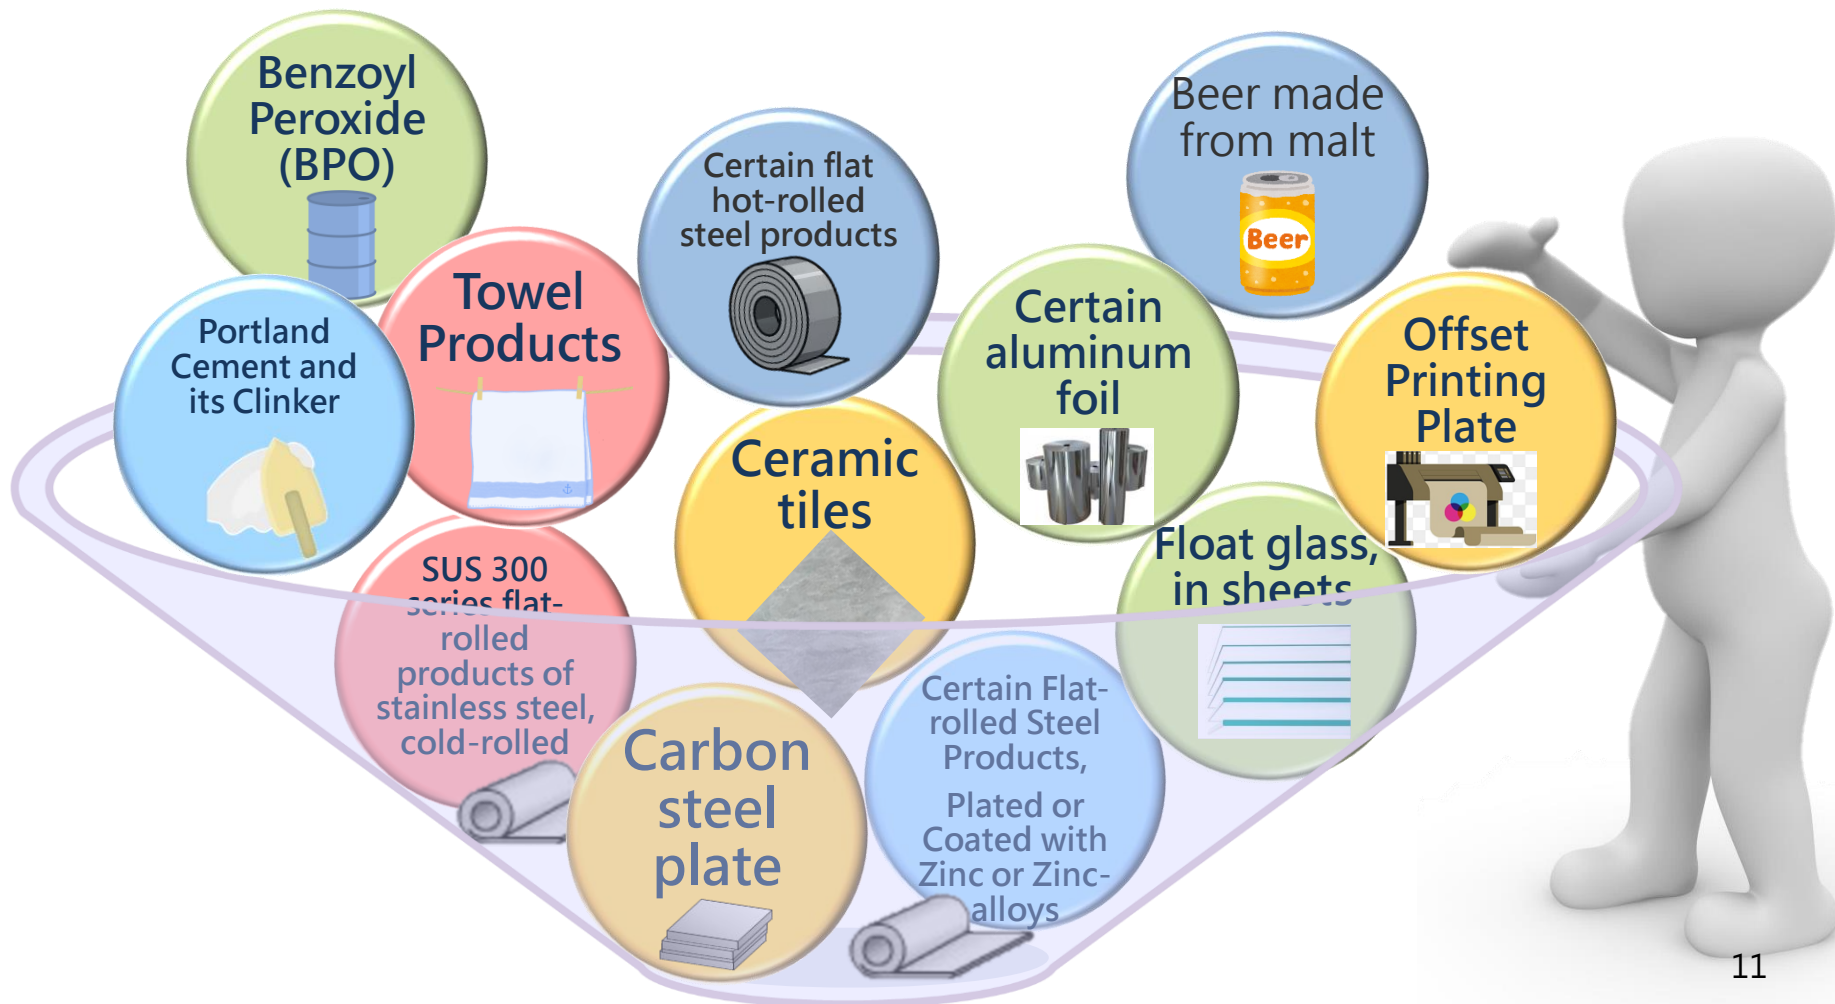 Benzoyl
Peroxide
(BPO)
Beer made
from malt
Beer
Certain flat
hot-rolled
steel products
Towel
Products
Certain
aluminum
foil
Portland
Cement and
its Clinker
Offset
Printing
Plate
Ceramic
tiles
Float glass,
in sheets
SUS 300
series flat-
rolled
products of
stainless steel,
cold-rolled
Carbon
steel
plate
Certain Flat-
rolled Steel
Products,
Plated or
Coated with
Zinc or Zinc-
alloys
11